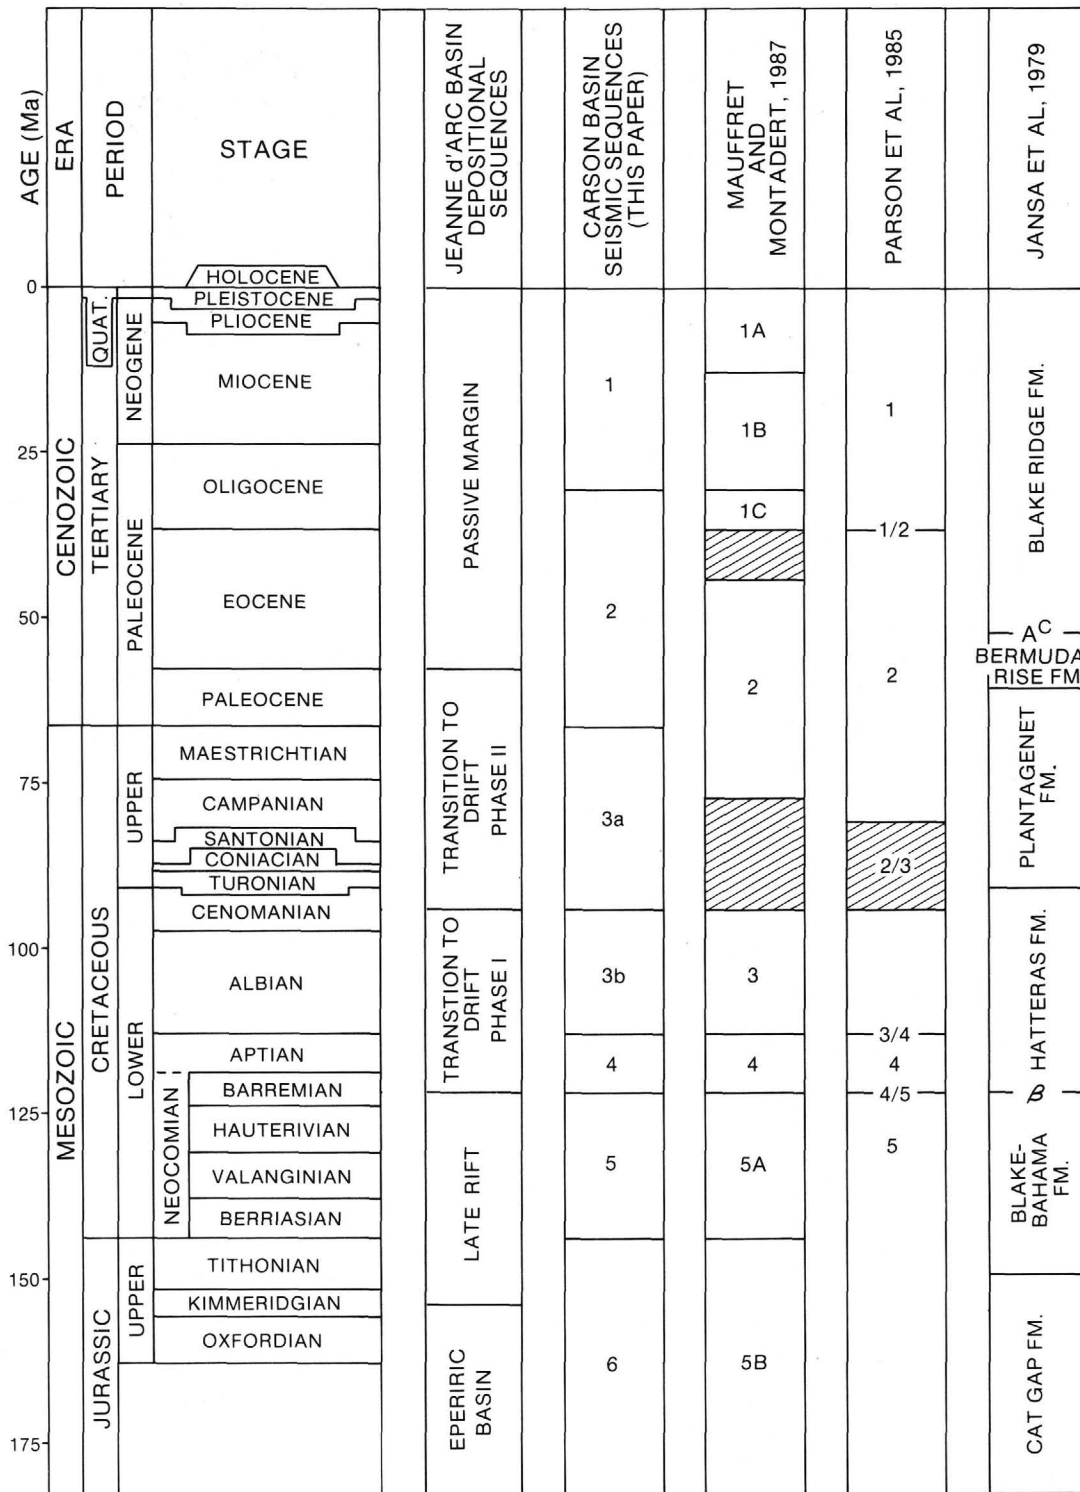 AGE (Ma)
ERA
PERIOD
STAGE
JEANNE d'ARC BASIN
DEPOSITIONAL
SEQUENCES
CARSON BASIN
SEISMIC SEQUENCES
(THIS PAPER)
MAUFFRET
AND
MONTADERT, 1987
PARSON ET AL, 1985
JANSA ET AL, 1979
0
25
50
75
100
125
150
175
CENOZOIC
MESOZOIC
QUAT.
TERTIARY
CRETACEOUS
JURASSIC
NEOGENE
PALEOCENE
UPPER
LOWER
NEOCOMIAN
UPPER
HOLOCENE
PLEISTOCENE
PLIOCENE
MIOCENE
OLIGOCENE
EOCENE
PALEOCENE
MAESTRICHTIAN
CAMPANIAN
SANTONIAN
CONIACIAN
TURONIAN
CENOMANIAN
ALBIAN
APTIAN
BARREMIAN
HAUTERIVIAN
VALANGINIAN
BERRIASIAN
TITHONIAN
KIMMERIDGIAN
OXFORDIAN
PASSIVE MARGIN
TRANSITION TO
DRIFT
PHASE II
TRANSTION TO
DRIFT
PHASE I
LATE RIFT
EPERIRIC
BASIN
1
2
3a
3b
4
5
6
1A
1B
1C
2
3
4
5A
5B
1
1/2
2
2/3
3/4
4
4/5
5
BLAKE RIDGE FM.
AC
BERMUDA
RISE FM
PLANTAGENET
FM.
HATTERAS FM.
β
BLAKE-
BAHAMA
FM.
CAT GAP FM.